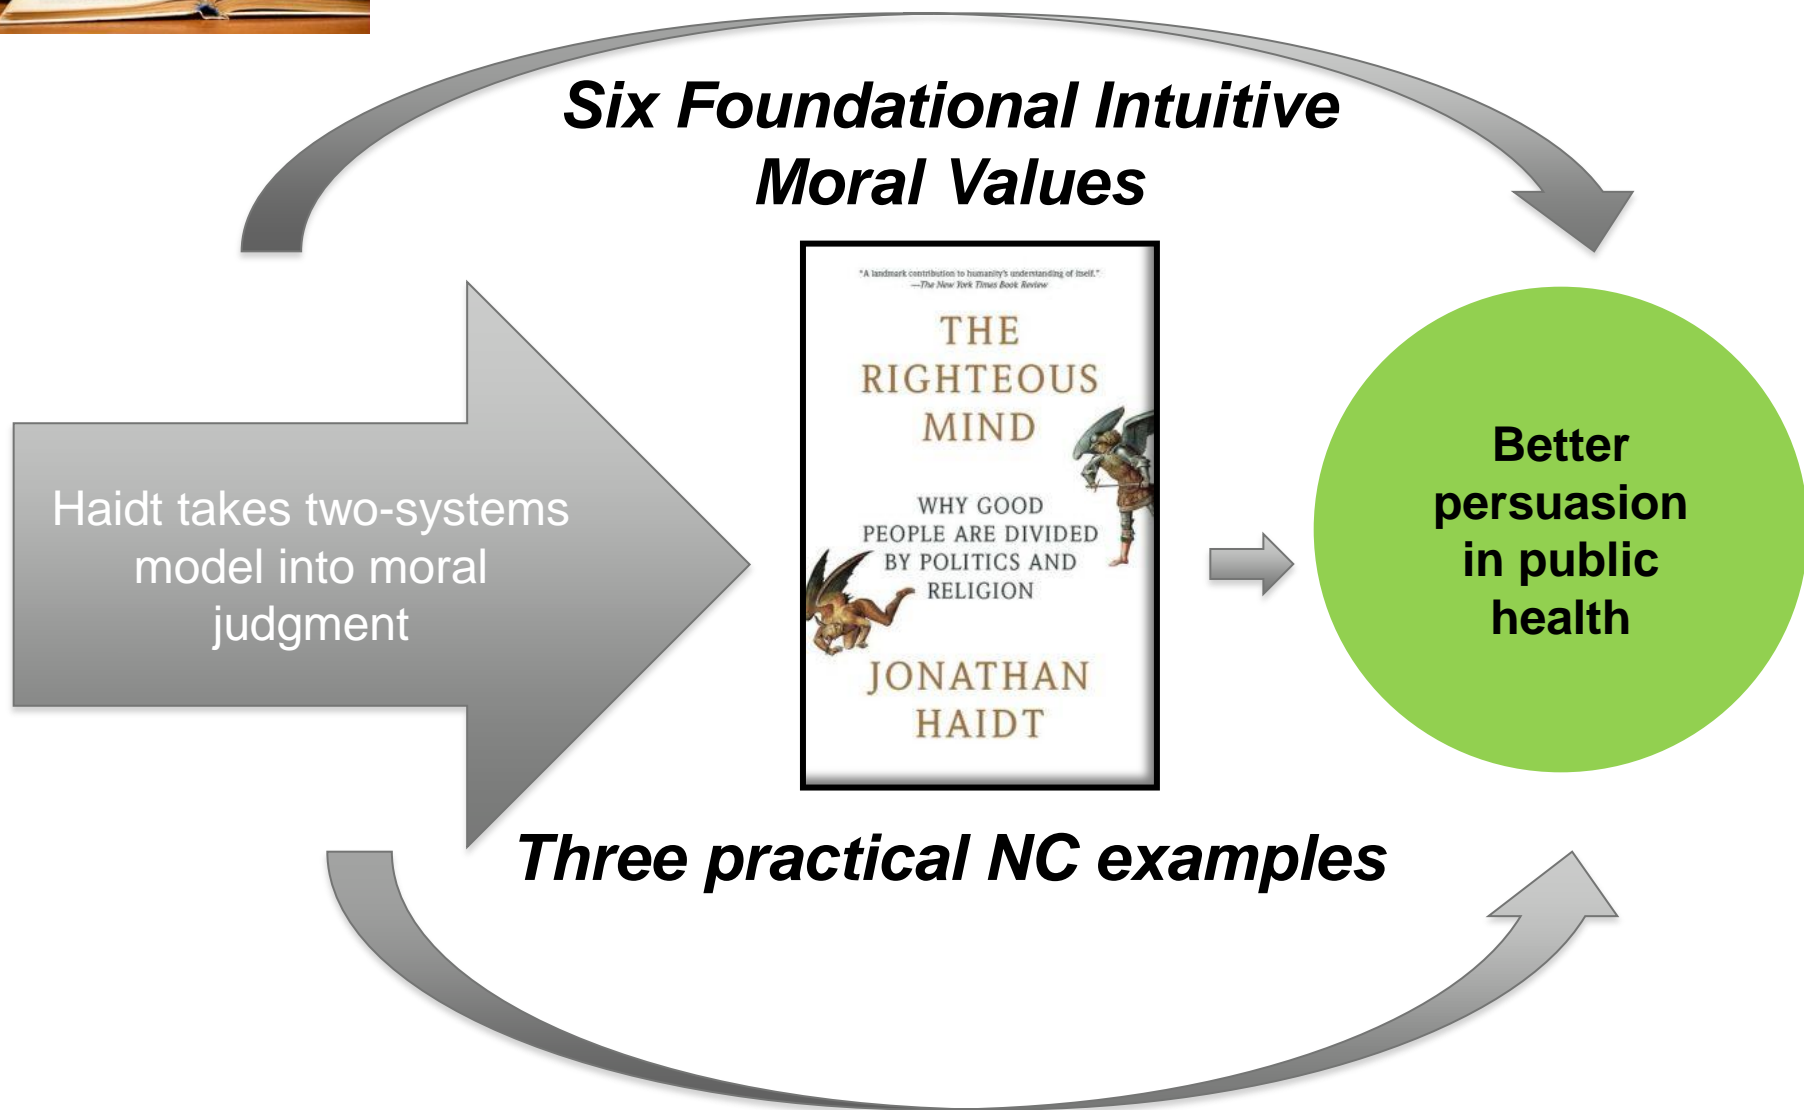 Six Foundational Intuitive
Moral Values
Haidt takes two-systems
model into moral
judgment
"A landmark contribution to humanity's understanding of itself."
—The New York Times Book Review
THE
RIGHTEOUS
MIND
WHY GOOD
PEOPLE ARE DIVIDED
BY POLITICS AND
RELIGION
JONATHAN
HAIDT
Better
persuasion
in public
health
Three practical NC examples